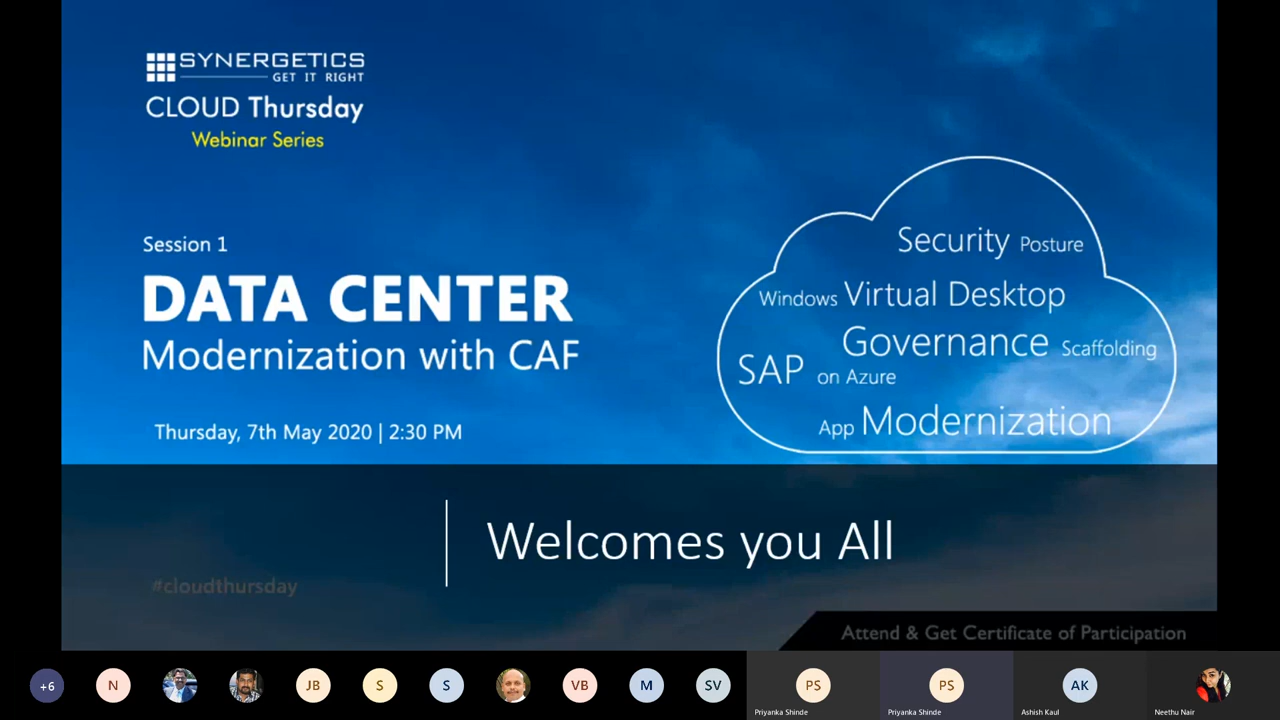 SYNERGETICS
GET IT RIGHT
CLOUD Thursday
Webinar Series
Session 1
DATA CENTER
Modernization with CAF
Thursday, 7th May 2020 | 2:30 PM
Security Posture
Windows Virtual Desktop
Governance Scaffolding
SAP on Azure
App Modernization
Welcomes you All
#cloudthursday
Attend & Get Certificate of Participation
+6
N
JB
S
S
VB
M
SV
PS
PS
AK
Priyanka Shinde
Priyanka Shinde
Ashish Kaul
Neethu Nair